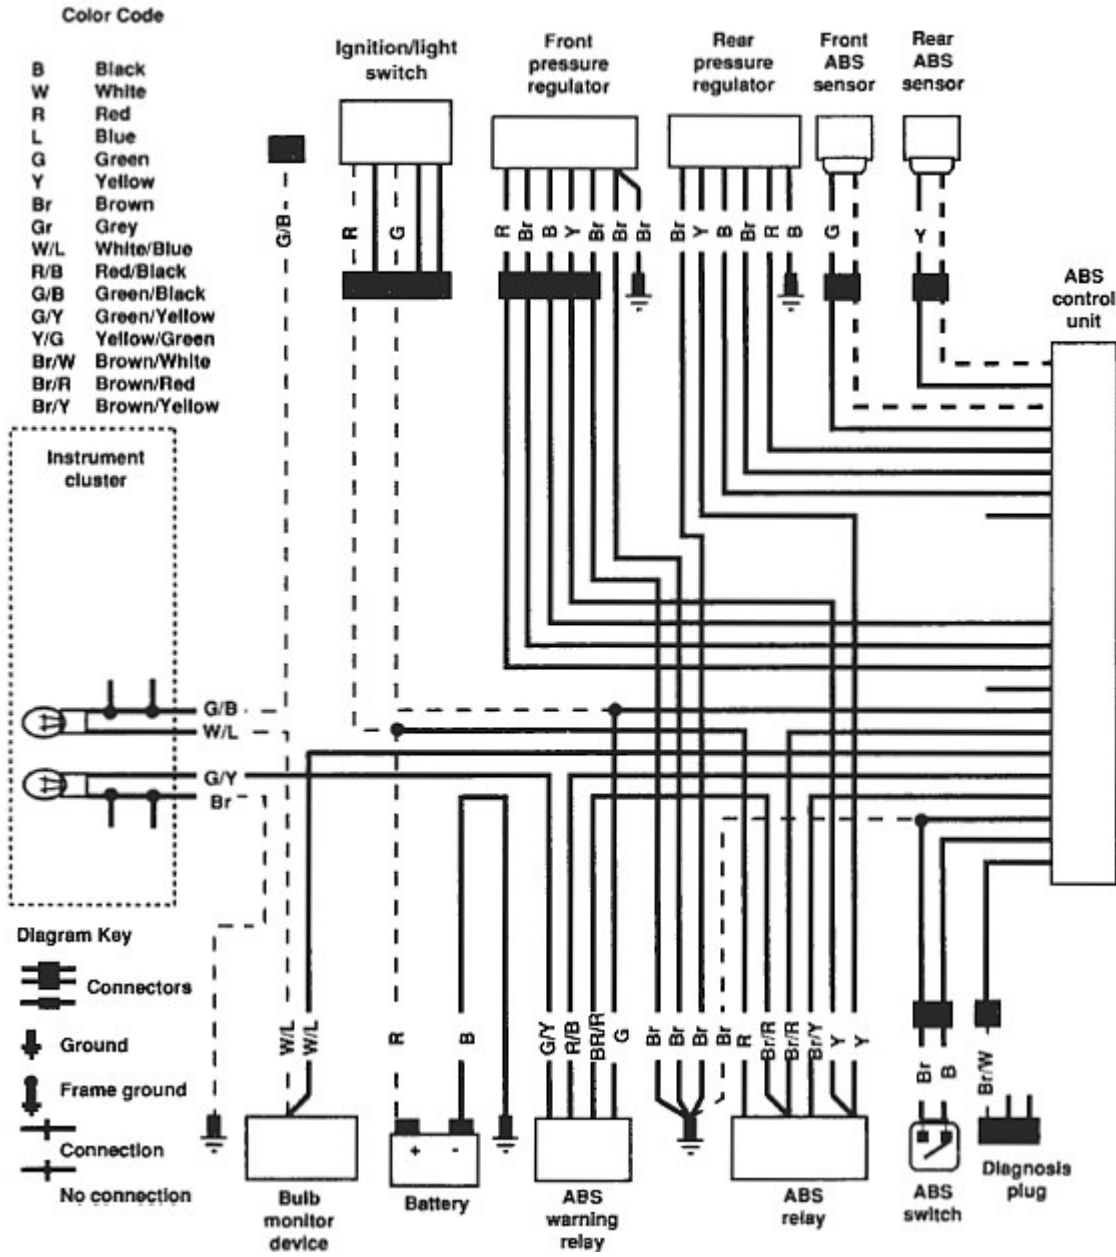 Color Code
B Black
W White
R Red
L Blue
G Green
Y Yellow
Br Brown
Gr Grey
W/L White/Blue
R/B Red/Black
G/B Green/Black
G/Y Green/Yellow
Y/G Yellow/Green
Br/W Brown/White
Br/R Brown/Red
Br/Y Brown/Yellow
Ignition/light
switch
Front
pressure
regulator
Rear
pressure
regulator
Front
ABS
sensor
Rear
ABS
sensor
G/B
R
G
R
Br
B
Y
Br
Br
Br
Br
Y
B
Br
R
B
G
Y
ABS
control
unit
Instrument
cluster
G/B
W/L
G/Y
Br
Diagram Key
Connectors
Ground
Frame ground
Connection
No connection
W/L
W/L
R
B
G/Y
R/B
BR/R
G
Br
Br
Br
Br
R
Br/R
Br/R
Br/Y
Y
Y
Br
B
Br/W
+ -
Bulb
monitor
device
Battery
ABS
warning
relay
ABS
relay
ABS
switch
Diagnosis
plug